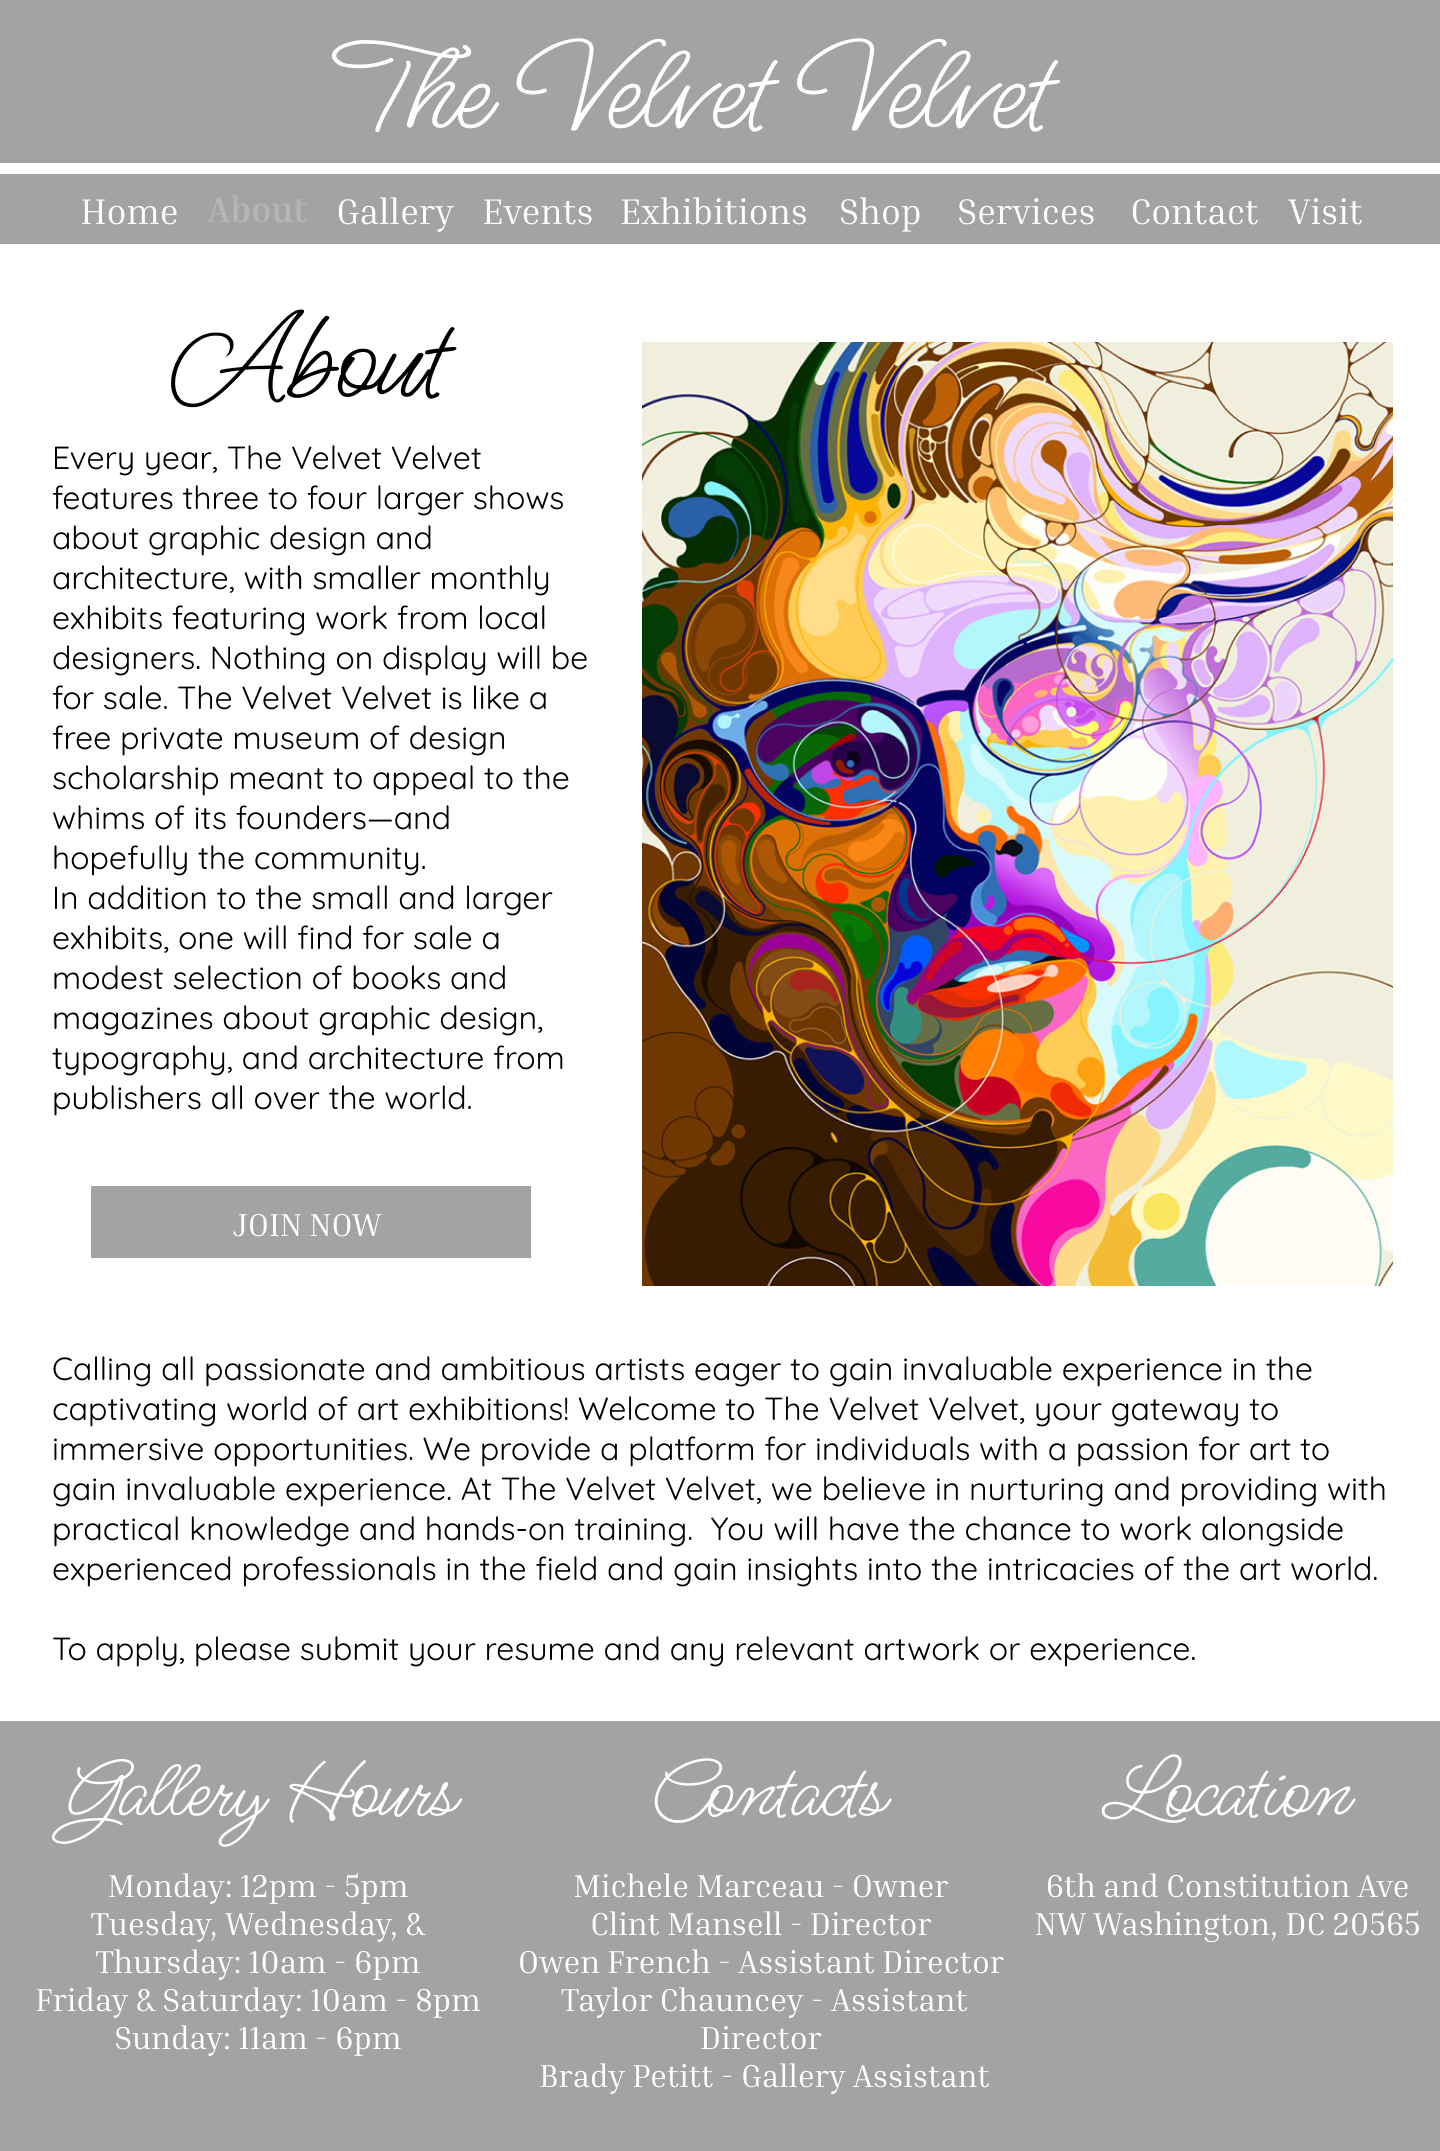 The Velvet Velvet
Home About Gallery Events Exhibitions Shop Services Contact Visit
About
Every year, The Velvet Velvet
features three to four larger shows
about graphic design and
architecture, with smaller monthly
exhibits featuring work from local
designers. Nothing on display will be
for sale. The Velvet Velvet is like a
free private museum of design
scholarship meant to appeal to the
whims of its founders—and
hopefully the community.
In addition to the small and larger
exhibits, one will find for sale a
modest selection of books and
magazines about graphic design,
typography, and architecture from
publishers all over the world.
JOIN NOW
Calling all passionate and ambitious artists eager to gain invaluable experience in the
captivating world of art exhibitions! Welcome to The Velvet Velvet, your gateway to
immersive opportunities. We provide a platform for individuals with a passion for art to
gain invaluable experience. At The Velvet Velvet, we believe in nurturing and providing with
practical knowledge and hands-on training.  You will have the chance to work alongside
experienced professionals in the field and gain insights into the intricacies of the art world.
To apply, please submit your resume and any relevant artwork or experience.
Gallery Hours
Monday: 12pm - 5pm
Tuesday, Wednesday, &
Thursday: 10am - 6pm
Friday & Saturday: 10am - 8pm
Sunday: 11am - 6pm
Contacts
Michele Marceau - Owner
Clint Mansell - Director
Owen French - Assistant Director
Taylor Chauncey - Assistant
Director
Brady Petitt - Gallery Assistant
Location
6th and Constitution Ave
NW Washington, DC 20565